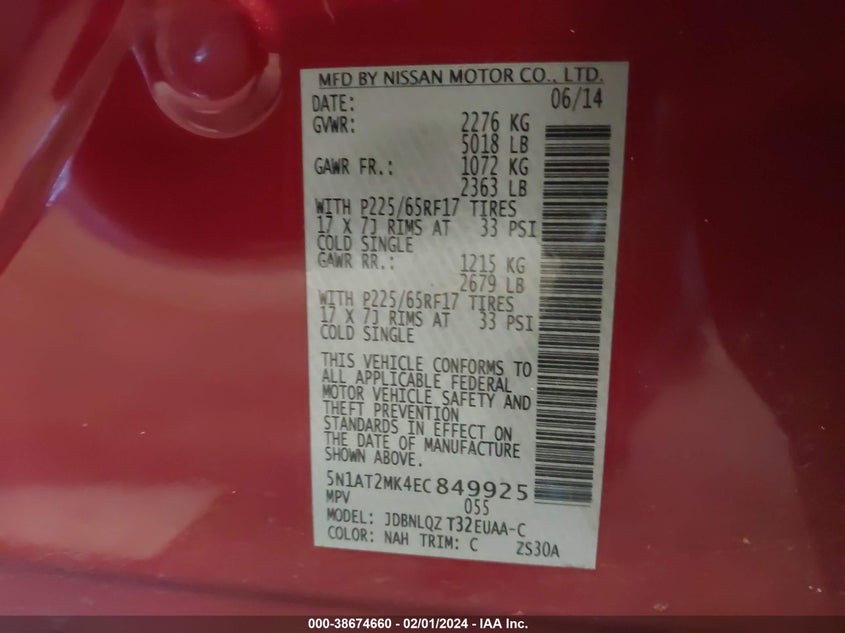 MFD BY NISSAN MOTOR CO., LTD.
DATE: 06/14
GVWR: 2276 KG
5018 LB
GAWR FR.: 1072 KG
2363 LB
WITH P225/65RF17 TIRES
17 X 7J RIMS AT 33 PSI
COLD SINGLE
GAWR RR.: 1215 KG
2679 LB
WITH P225/65RF17 TIRES
17 X 7J RIMS AT 33 PSI
COLD SINGLE
THIS VEHICLE CONFORMS TO
ALL APPLICABLE FEDERAL
MOTOR VEHICLE SAFETY AND
THEFT PREVENTION
STANDARDS IN EFFECT ON
THE DATE OF MANUFACTURE
SHOWN ABOVE.
5N1AT2MK4EC849925
MPV 055
MODEL: JDBNLQZ T32EUAA-C
COLOR: NAH TRIM: C ZS30A
000-38674660 - 02/01/2024 - IAA Inc.